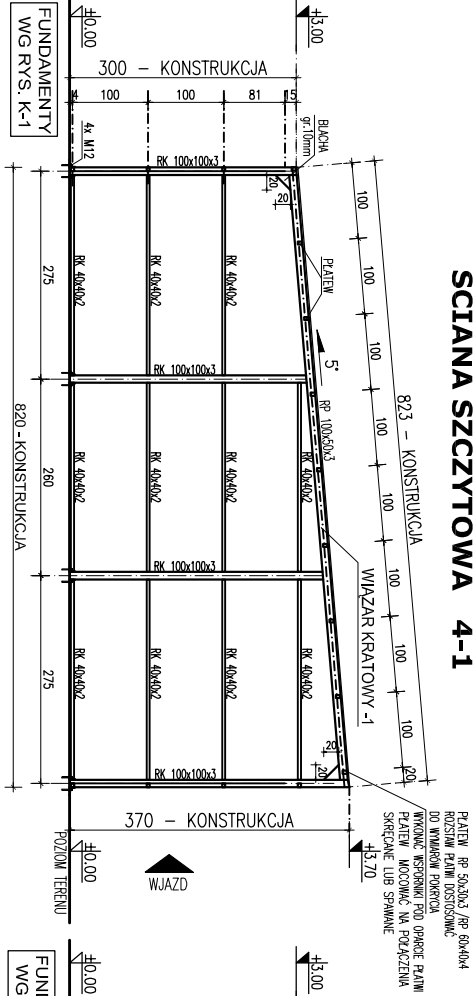 SCIANA SZCZYTOWA 4-1
823 - KONSTRUKCJA
100
100
100
100
100
100
100
100
20
BLACHA
gr.10mm
PŁATEW
5°
RP 100x50x3
WIĄZAR KRATOWY -1
PŁATEW RP 50x30x3 /RP 60x40x4
ROZSTAW PŁATWI DOSTOSOWAĆ
DO WYMIARÓW POKRYCIA
WYKONAĆ WSPORNIKI POD OPARCIE PŁATWI
PŁATEW MOCOWAĆ NA POŁĄCZENIA
SKRĘCANE LUB SPAWANE
+3.00
+3.70
+3.00
300 - KONSTRUKCJA
4
100
100
81
15
20
20
20
20
RK 100x100x3
RK 100x100x3
RK 100x100x3
RK 100x100x3
RK 40x40x2
RK 40x40x2
RK 40x40x2
RK 40x40x2
RK 40x40x2
RK 40x40x2
RK 40x40x2
RK 40x40x2
RK 40x40x2
RK 40x40x2
RK 40x40x2
370 - KONSTRUKCJA
WJAZD
4x M12
±0.00
±0.00
±0.00
POZIOM TERENU
275
260
275
820 - KONSTRUKCJA
FUNDAMENTY
WG RYS. K-1
FUN
WG